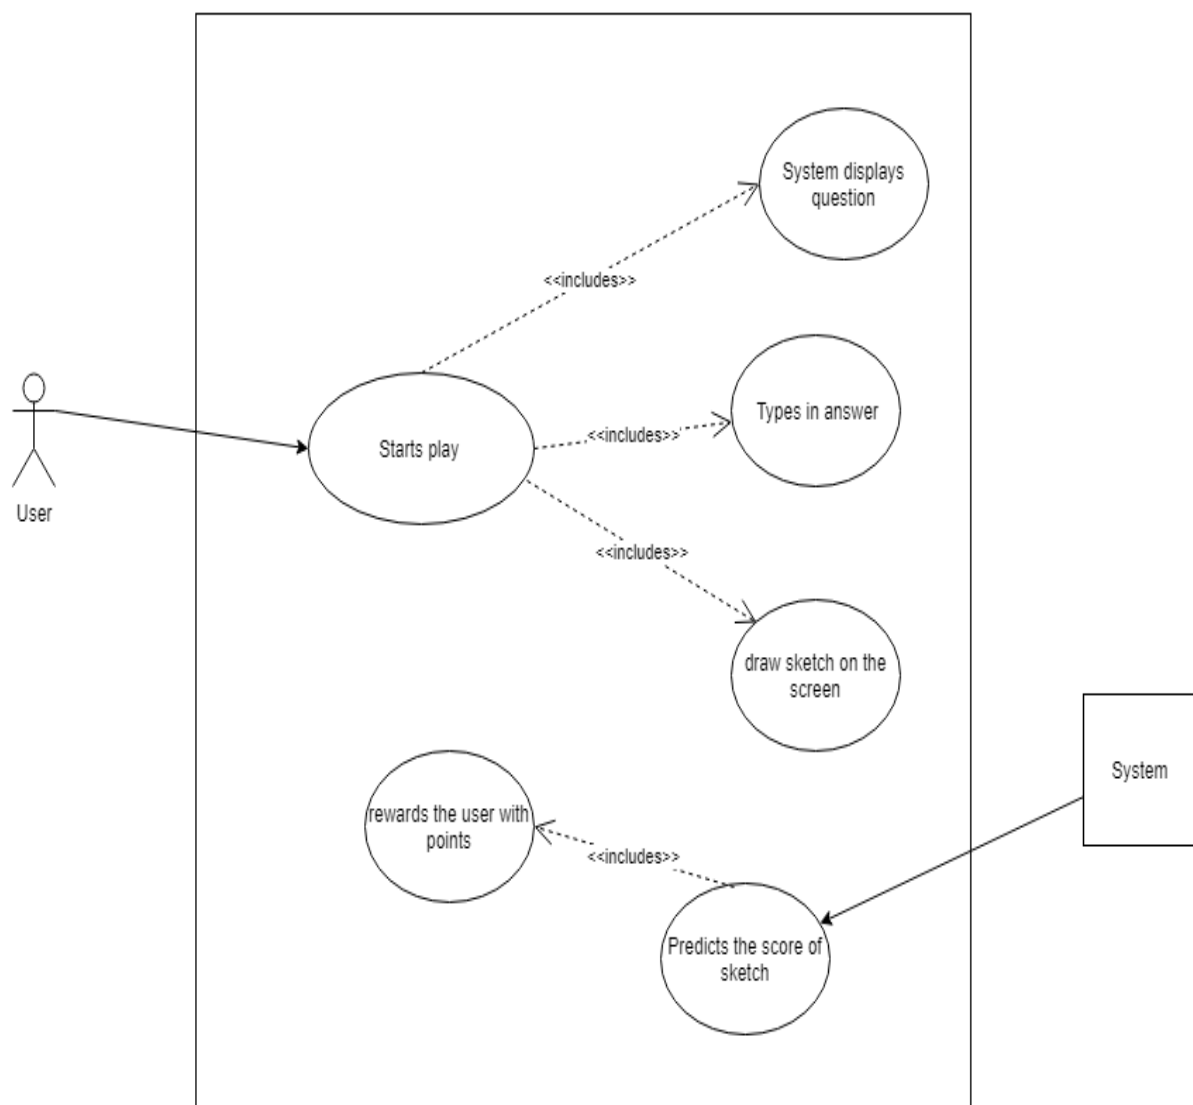 System displays
question
<<includes>>
Types in answer
<<includes>>
Starts play
User
<<includes>>
draw sketch on the
screen
System
rewards the user with
points
<<includes>>
Predicts the score of
sketch